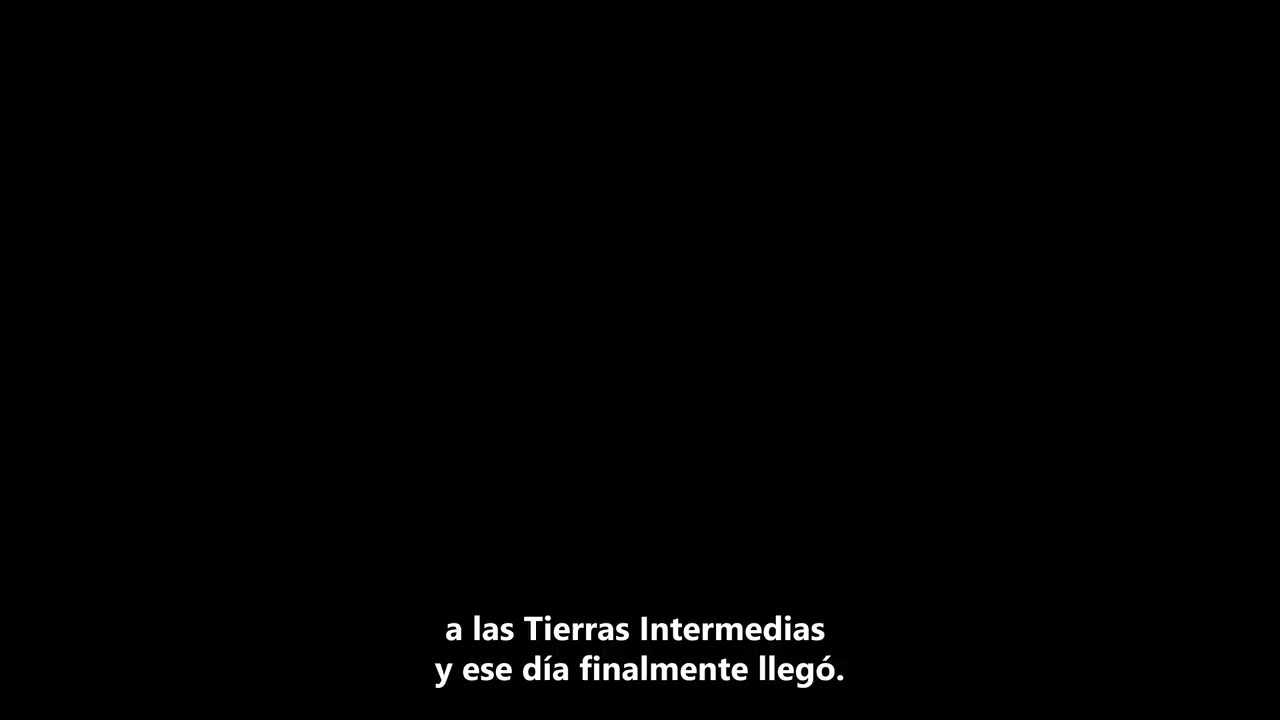 a las Tierras Intermedias
y ese día finalmente llegó.